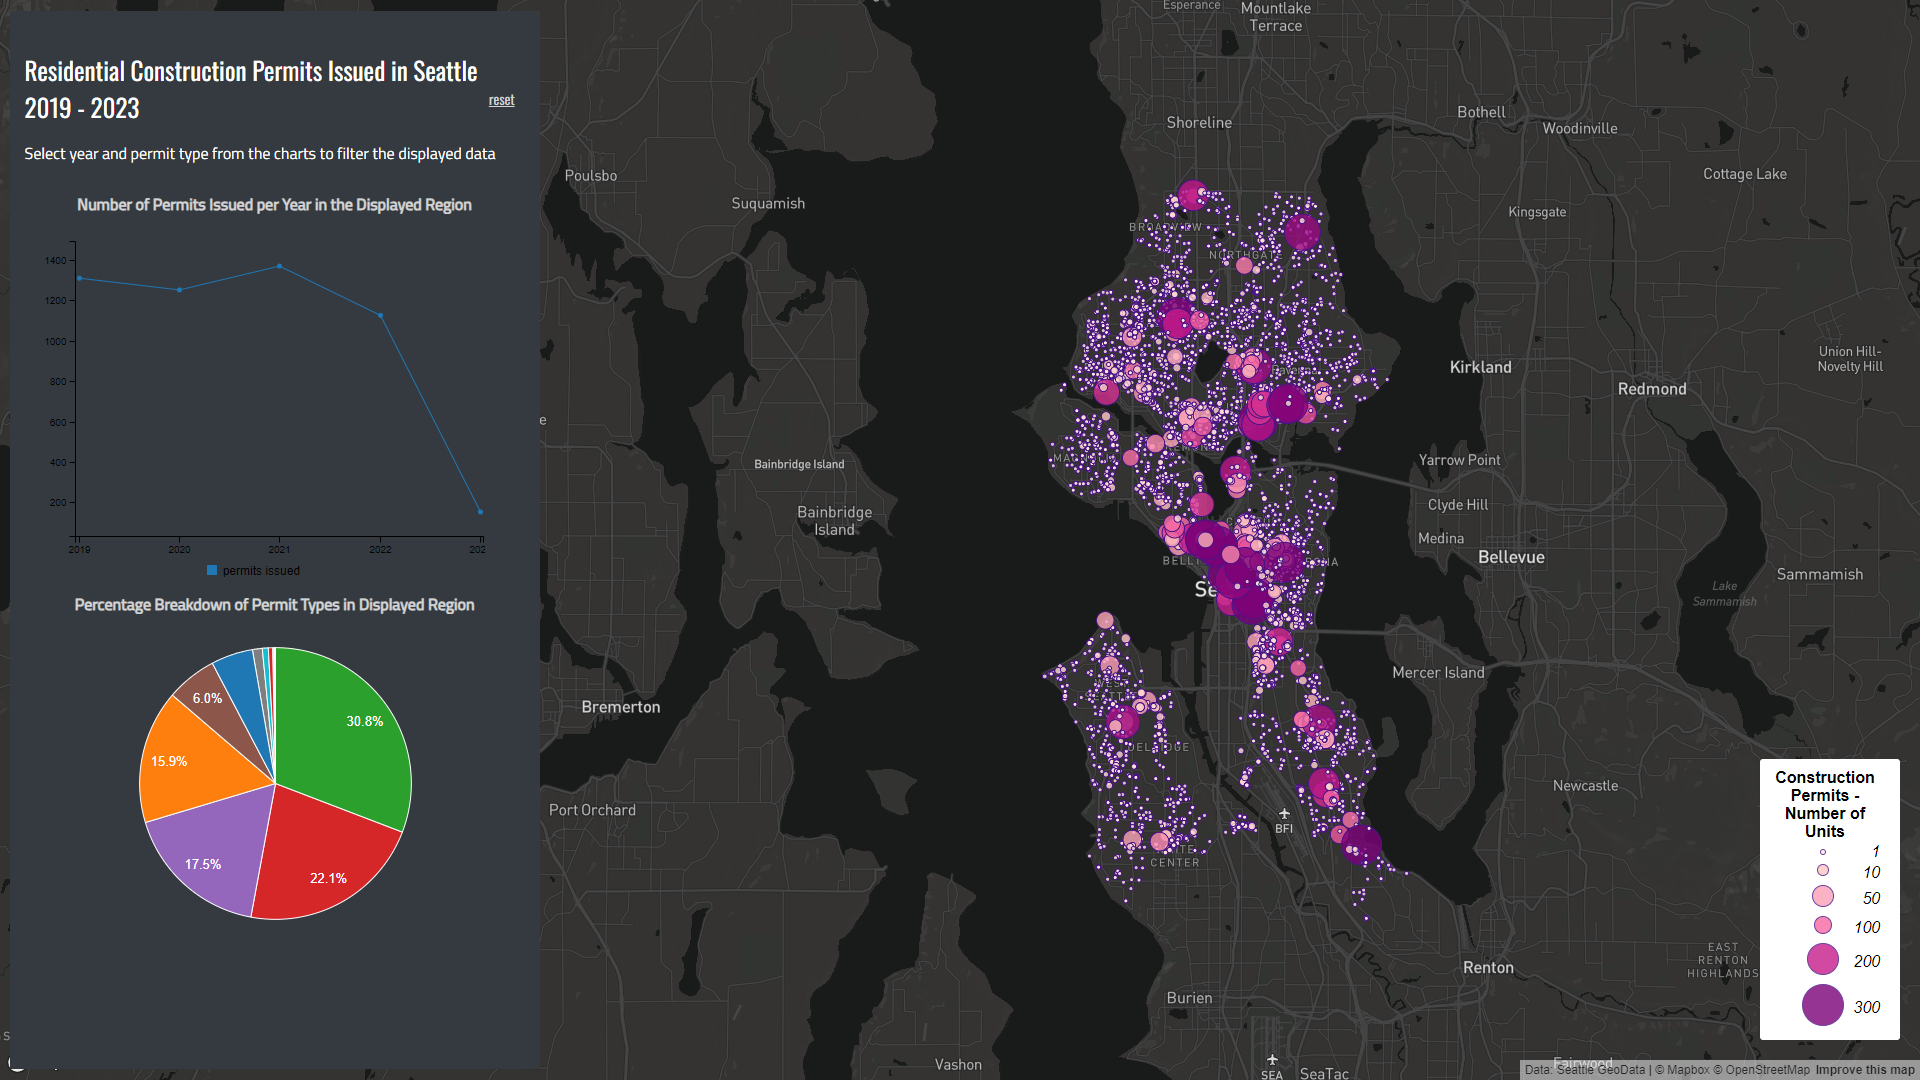 Residential Construction Permits Issued in Seattle
2019 - 2023
reset
Select year and permit type from the charts to filter the displayed data
Number of Permits Issued per Year in the Displayed Region
1400
1200
1000
800
600
400
200
2019
2020
2021
2022
202
permits issued
Percentage Breakdown of Permit Types in Displayed Region
30.8%
22.1%
17.5%
15.9%
6.0%
Esperance
Mountlake
Terrace
Shoreline
Bothell
Woodinville
Cottage Lake
Poulsbo
Suquamish
Kingsgate
BROADVIEW
NORTHGATE
Union Hill-
Novelty Hill
Kirkland
Redmond
e
Yarrow Point
Bainbridge Island
Clyde Hill
Bainbridge
Island
Medina
Bellevue
Sammamish
Lake
Sammamish
Se
Mercer Island
Bremerton
Newcastle
Port Orchard
BFI
CENTER
EAST
RENTON
HIGHLANDS
Renton
Burien
Vashon
SEA
SeaTac
Fairwood
Construction
Permits -
Number of
Units
1
10
50
100
200
300
Data: Seattle GeoData | © Mapbox © OpenStreetMap Improve this map